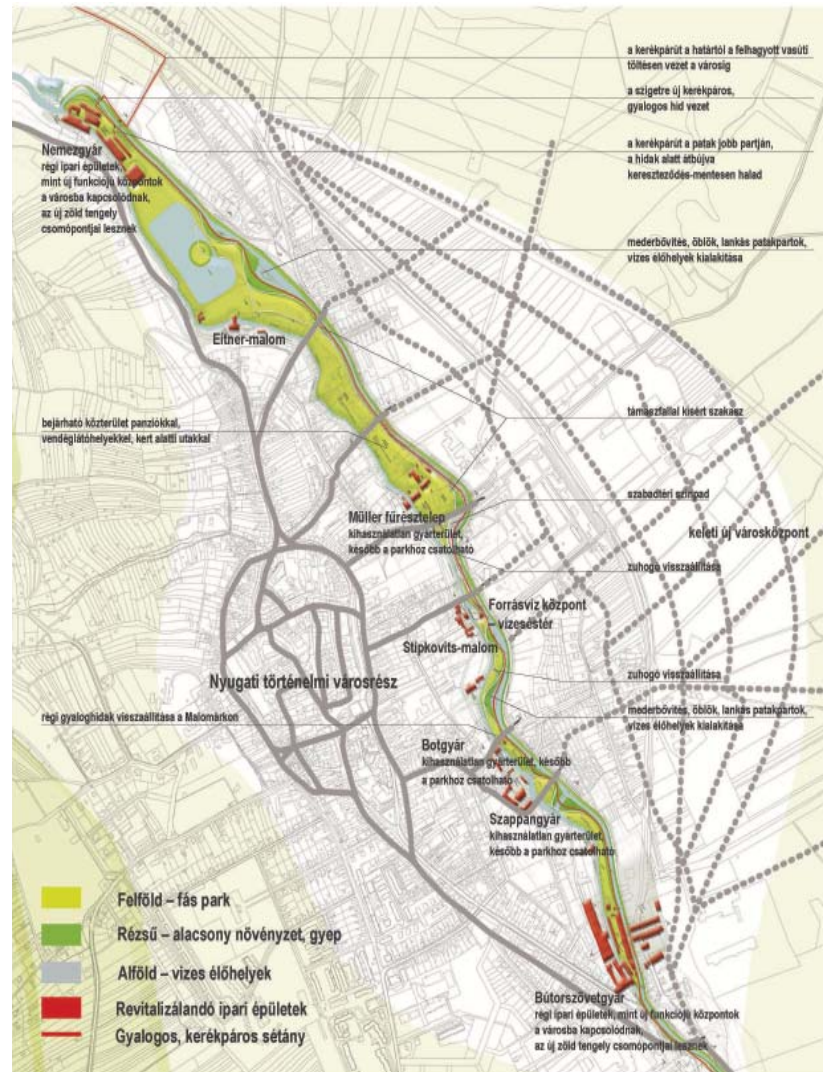 a kerékpárút a határtól a felhagyott vasúti
töltésen vezet a városig
a szigetre új kerékpáros,
gyalogos híd vezet
Nemezgyár
régi ipari épületek,
mint új funkciójú központok
a városba kapcsolódnak,
az új zöld tengely
csomópontjai lesznek
a kerékpárút a patak jobb partján,
a hidak alatt átbújva
kereszteződés-mentesen halad
mederbővítés, öblök, lankás patakpartok,
vizes élőhelyek kialakítása
Eitner-malom
bejárható közterület panziókkal,
vendéglátóhelyekkel, kert alatti utakkal
támaszfallal kísért szakasz
Müller fűrésztelep
kihasználatlan gyárterület,
később a parkhoz csatolható
szabadtéri színpad
keleti új városközpont
zuhogó visszaállítása
Forrásvíz központ
– vízeséstér
Stipkovits-malom
Nyugati történelmi városrész
zuhogó visszaállítása
régi gyaloghidak visszaállítása a Malomárkon
mederbővítés, öblök, lankás patakpartok,
vizes élőhelyek kialakítása
Botgyár
kihasználatlan gyárterület, később
a parkhoz csatolható
Szappangyár
kihasználatlan gyárterület,
később a parkhoz csatolható
Felföld – fás park
Rézsű – alacsony növényzet, gyep
Alföld – vizes élőhelyek
Revitalizálandó ipari épületek
Gyalogos, kerékpáros sétány
Bútorszövetgyár
régi ipari épületek, mint új funkciójú központok
a városba kapcsolódnak,
az új zöld tengely csomópontjai lesznek